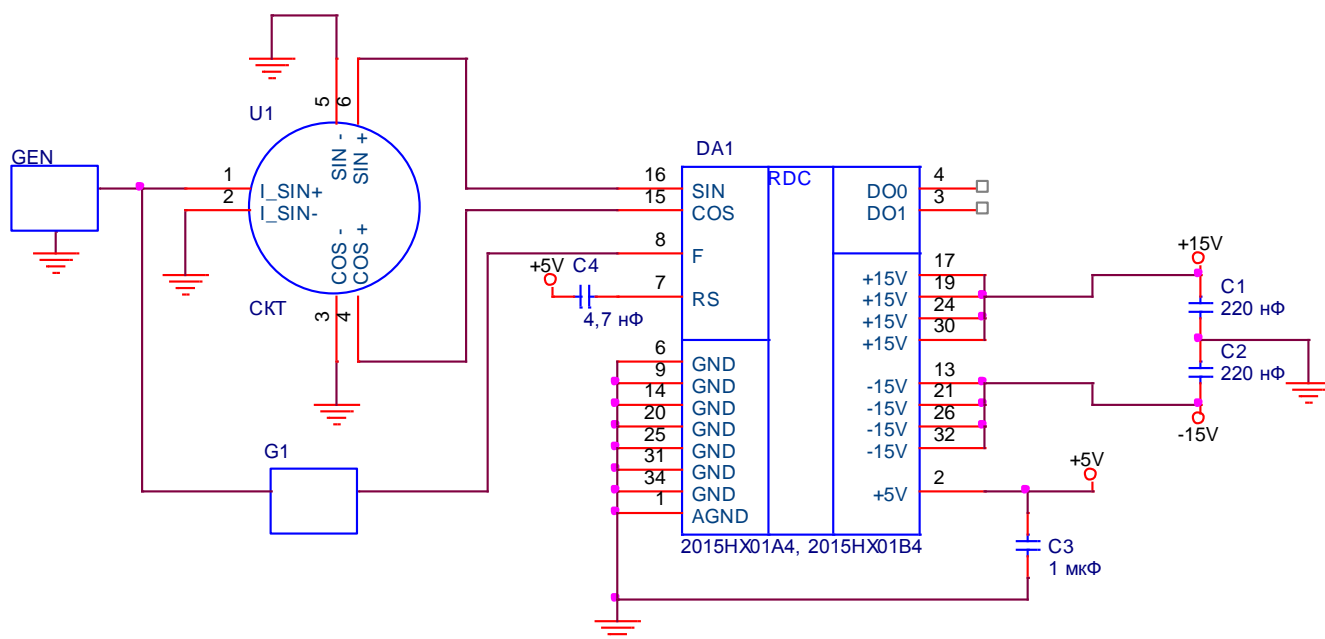 U1
5
6
SIN -
SIN +
GEN
1
2
I_SIN+
I_SIN-
COS -
COS +
СКТ
3
4
G1
DA1
RDC
16
SIN
15
COS
8
F
+5V
C4
4,7 нФ
7
RS
6
GND
9
GND
14
GND
20
GND
25
GND
31
GND
34
GND
1
AGND
4
DO0
3
DO1
17
+15V
19
+15V
24
+15V
30
+15V
13
-15V
21
-15V
26
-15V
32
-15V
2
+5V
2015HX01A4, 2015HX01B4
+15V
C1
220 нФ
C2
220 нФ
-15V
+5V
C3
1 мкФ